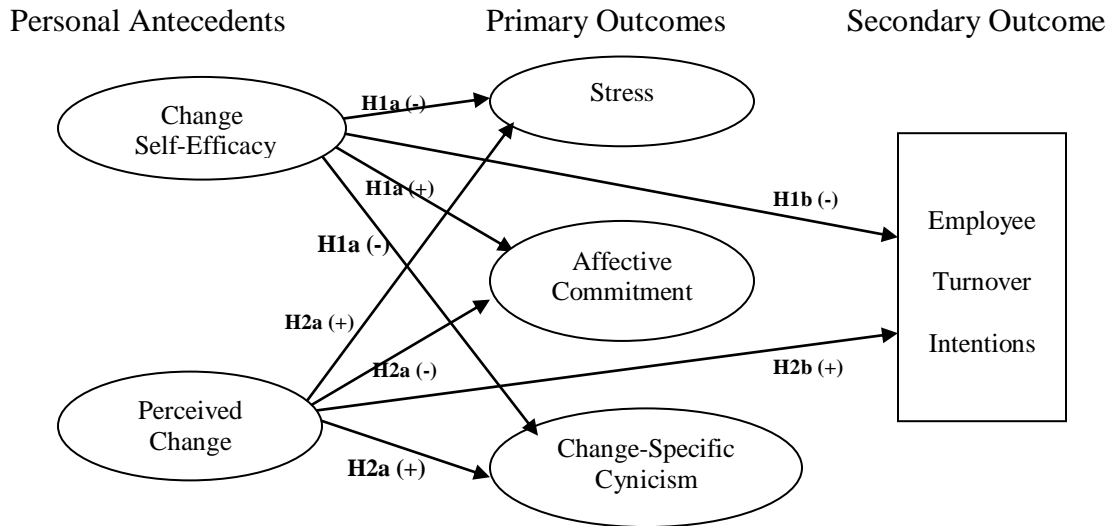 Personal Antecedents
Primary Outcomes
Secondary Outcome
Change
Self-Efficacy
H1a (-)
Stress
H1a (+)
H1b (-)
H1a (-)
Employee
Turnover
Intentions
Affective
Commitment
H2a (+)
H2a (-)
H2b (+)
Perceived
Change
H2a (+)
Change-Specific
Cynicism